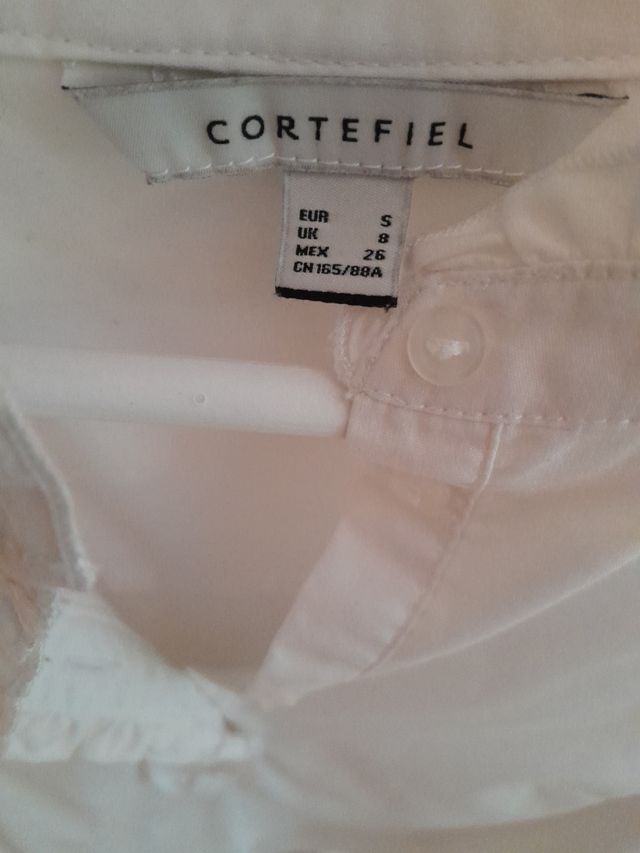 CORTEFIEL
EUR S
UK 8
MEX 26
CN 165/88A